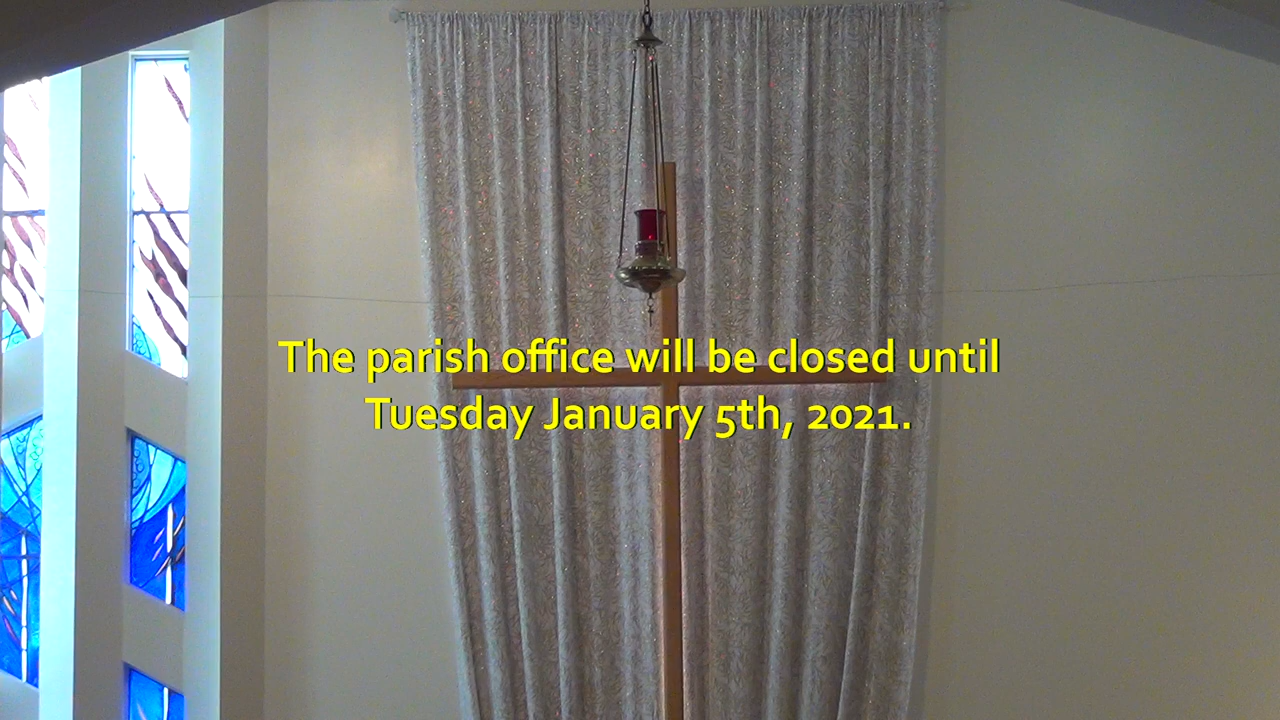 The parish office will be closed until
Tuesday January 5th, 2021.